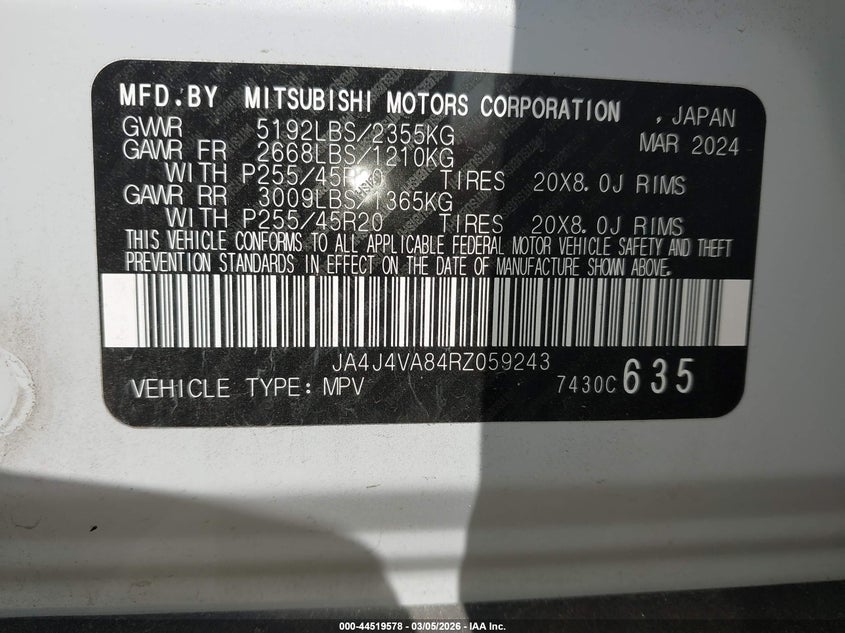 MFD.BY MITSUBISHI MOTORS CORPORATION , JAPAN
GVWR 5192LBS/2355KG MAR 2024
GAWR FR 2668LBS/1210KG
WITH P255/45R20 TIRES 20X8.0J RIMS
GAWR RR 3009LBS/1365KG
WITH P255/45R20 TIRES 20X8.0J RIMS
THIS VEHICLE CONFORMS TO ALL APPLICABLE FEDERAL MOTOR VEHICLE SAFETY AND THEFT
PREVENTION STANDARDS IN EFFECT ON THE DATE OF MANUFACTURE SHOWN ABOVE.
JA4J4VA84RZ059243
VEHICLE TYPE: MPV 7430C 635
000-44519578 - 03/05/2026 - IAA Inc.